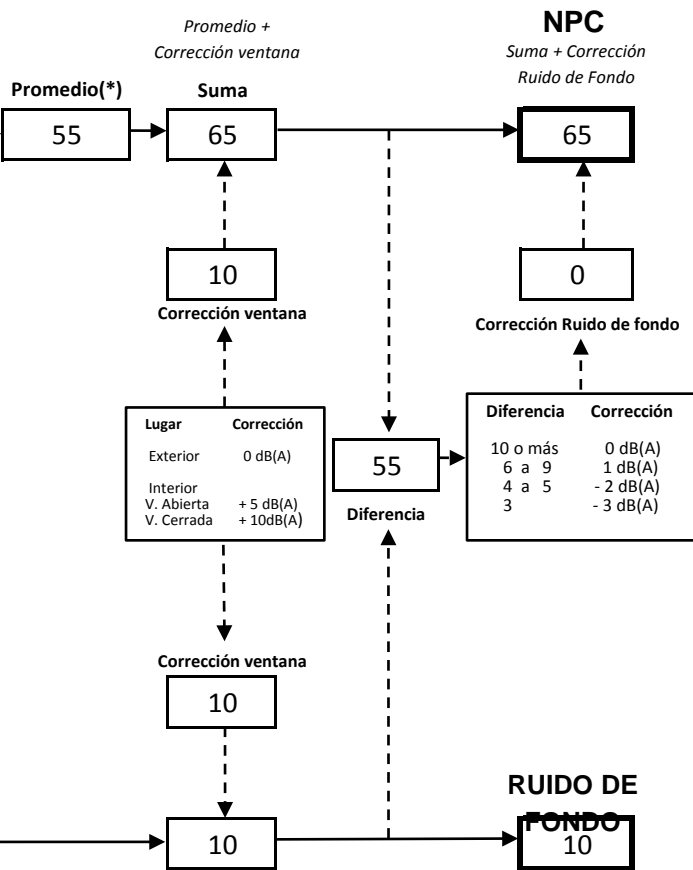 Promedio +
Corrección ventana
NPC
Suma + Corrección
Ruido de Fondo
Promedio(*)
Suma
55
65
65
10
0
Corrección ventana
Corrección Ruido de fondo
Lugar Corrección
Exterior 0 dB(A)
Interior
V. Abierta + 5 dB(A)
V. Cerrada + 10dB(A)
55
Diferencia
Diferencia Corrección
10 o más 0 dB(A)
6 a 9 1 dB(A)
4 a 5 - 2 dB(A)
3 - 3 dB(A)
Corrección ventana
10
RUIDO DE
FONDO
10
10